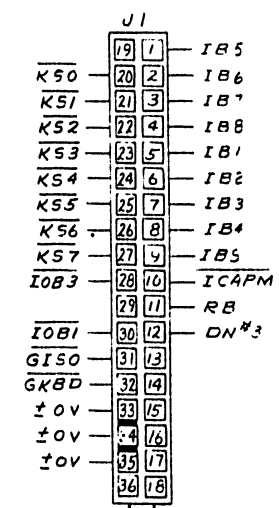 J1
19 1 IB5
KS0 20 2 IB6
KS1 21 3 IB7
KS2 22 4 IB8
KS3 23 5 IB1
KS4 24 6 IB2
KS5 25 7 IB3
KS6 26 8 IB4
KS7 27 9 IBS
IOB3 28 10 ICAPM
29 11 RB
IOB1 30 12 DN#3
GISO 31 13
GKBD 32 14
±0V 33 15
±0V 34 16
±0V 35 17
36 18